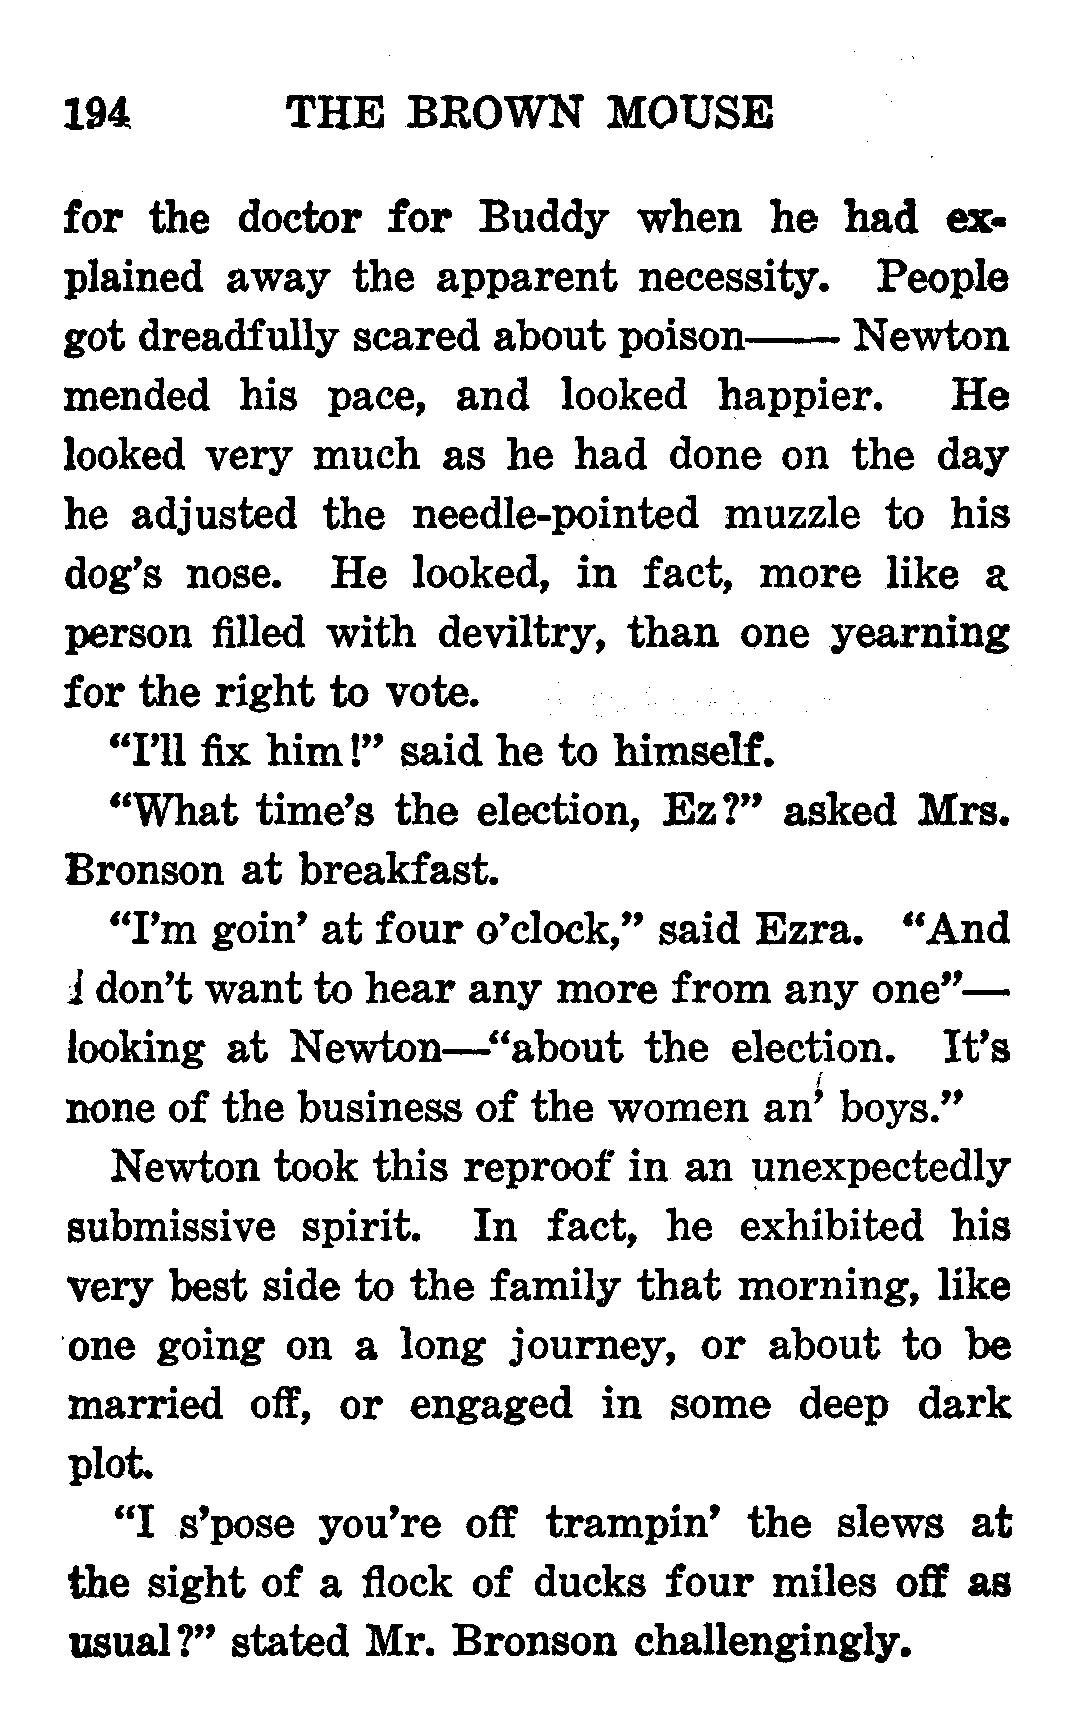 194 THE BROWN MOUSE
for the doctor for Buddy when he had ex-
plained away the apparent necessity. People
got dreadfully scared about poison—— Newton
mended his pace, and looked happier. He
looked very much as he had done on the day
he adjusted the needle-pointed muzzle to his
dog's nose. He looked, in fact, more like a
person filled with deviltry, than one yearning
for the right to vote.
"I'll fix him!" said he to himself.
"What time's the election, Ez?" asked Mrs.
Bronson at breakfast.
"I'm goin' at four o'clock," said Ezra. "And
I don't want to hear any more from any one"—
looking at Newton—"about the election. It's
none of the business of the women an' boys."
Newton took this reproof in an unexpectedly
submissive spirit. In fact, he exhibited his
very best side to the family that morning, like
one going on a long journey, or about to be
married off, or engaged in some deep dark
plot.
"I s'pose you're off trampin' the slews at
the sight of a flock of ducks four miles off as
usual?" stated Mr. Bronson challengingly.